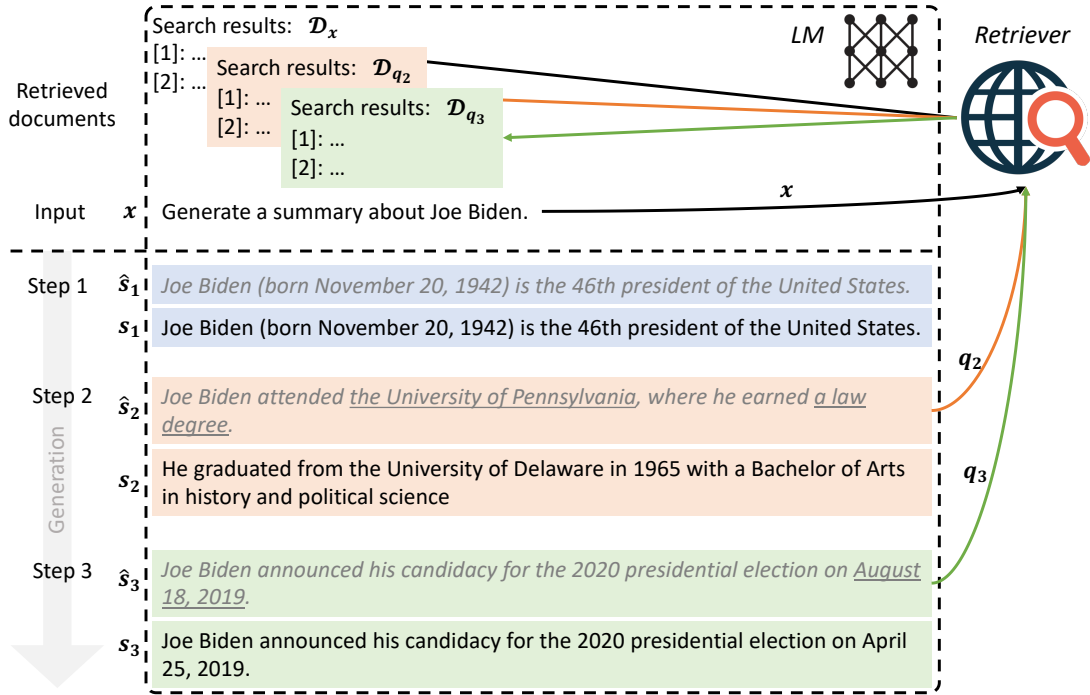 Search results: 𝓓ₓ
[1]: ...
[2]: ...
Search results: 𝓓q₂
[1]: ...
[2]: ...
Search results: 𝓓q₃
[1]: ...
[2]: ...
LM
Retriever
Retrieved
documents
Input
x
Generate a summary about Joe Biden.
x
Generation
Step 1
ŝ₁
Joe Biden (born November 20, 1942) is the 46th president of the United States.
s₁
Joe Biden (born November 20, 1942) is the 46th president of the United States.
q₂
Step 2
ŝ₂
Joe Biden attended the University of Pennsylvania, where he earned a law
degree.
s₂
He graduated from the University of Delaware in 1965 with a Bachelor of Arts
in history and political science
q₃
Step 3
ŝ₃
Joe Biden announced his candidacy for the 2020 presidential election on August
18, 2019.
s₃
Joe Biden announced his candidacy for the 2020 presidential election on April
25, 2019.